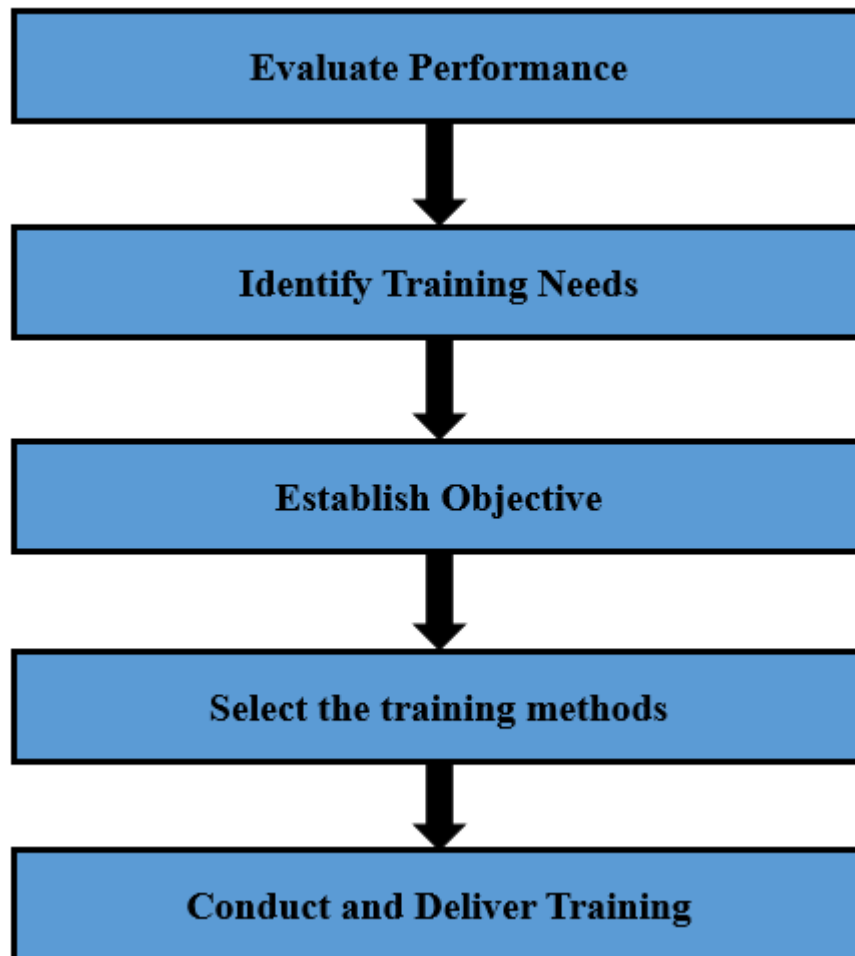 Evaluate Performance
Identify Training Needs
Establish Objective
Select the training methods
Conduct and Deliver Training